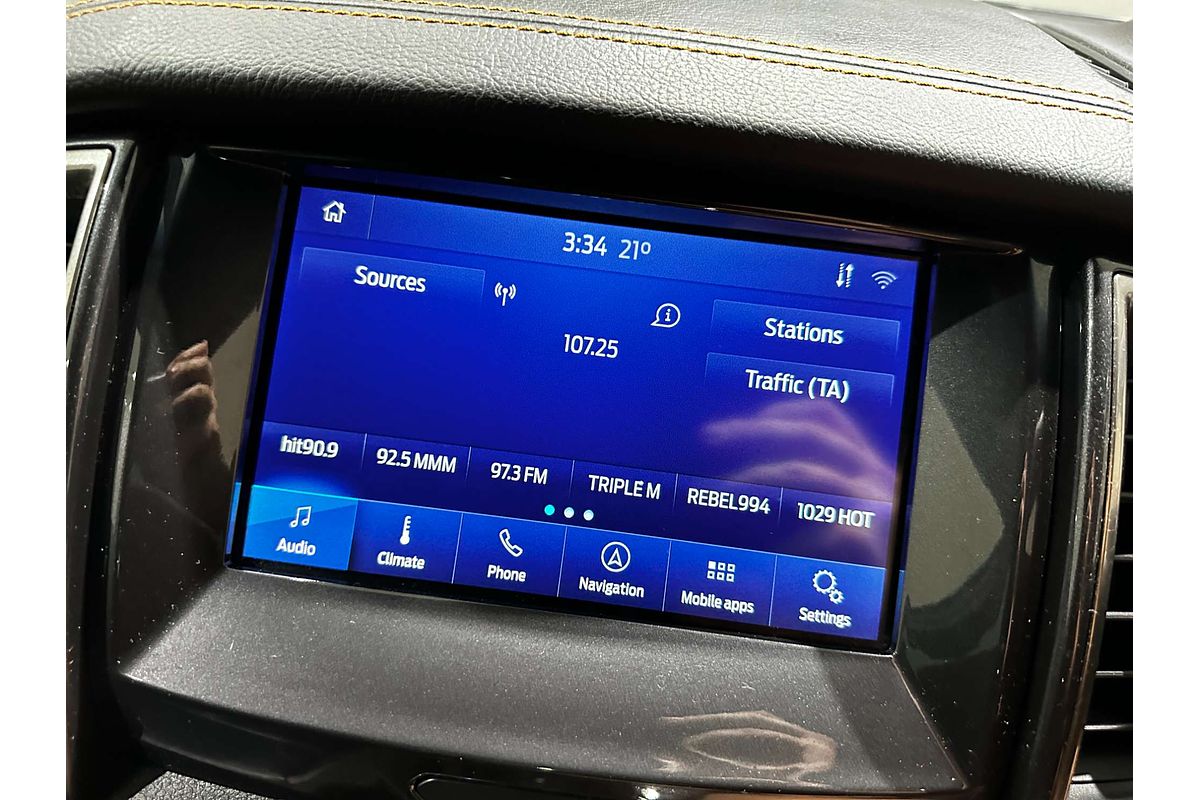 3:34 21°
Sources
107.25
Stations
Traffic (TA)
hit90.9
92.5 MMM
97.3 FM
TRIPLE M
REBEL994
1029 HOT
Audio
Climate
Phone
Navigation
Mobile apps
Settings